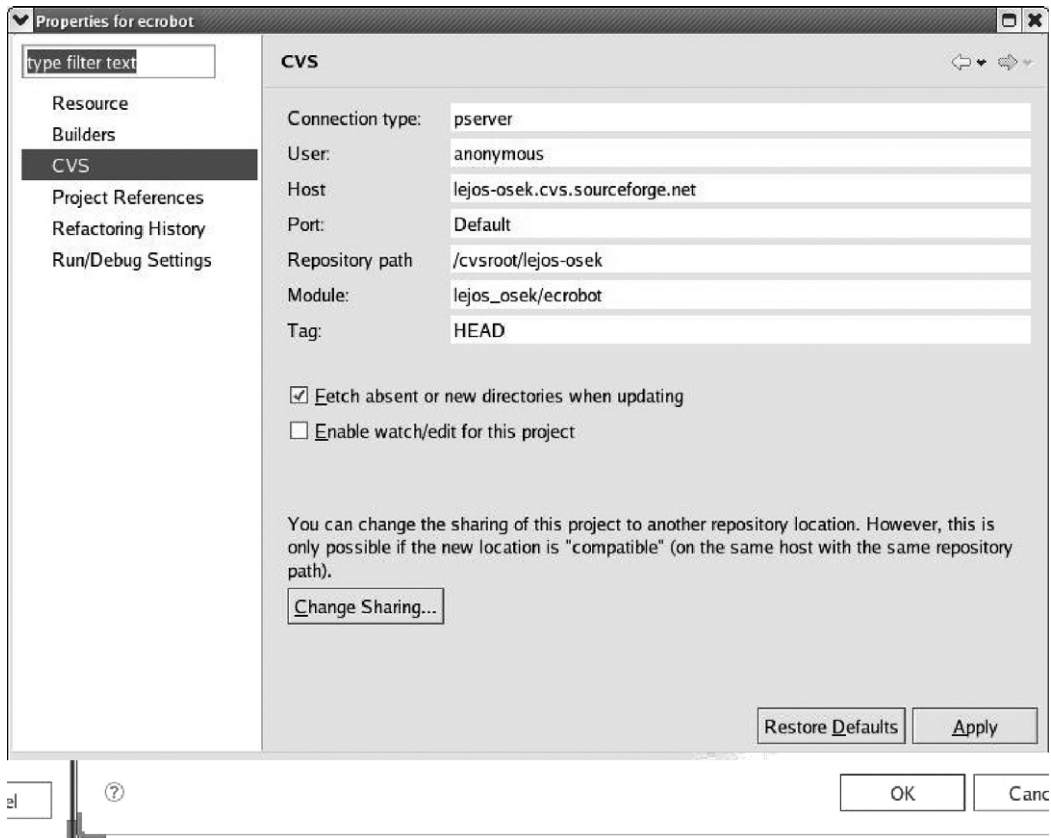 Properties for ecrobot
type filter text
Resource
Builders
CVS
Project References
Refactoring History
Run/Debug Settings
CVS
Connection type: pserver
User: anonymous
Host lejos-osek.cvs.sourceforge.net
Port: Default
Repository path /cvsroot/lejos-osek
Module: lejos_osek/ecrobot
Tag: HEAD
Fetch absent or new directories when updating
Enable watch/edit for this project
You can change the sharing of this project to another repository location. However, this is
only possible if the new location is "compatible" (on the same host with the same repository
path).
Change Sharing...
Restore Defaults Apply
el ? OK Canc